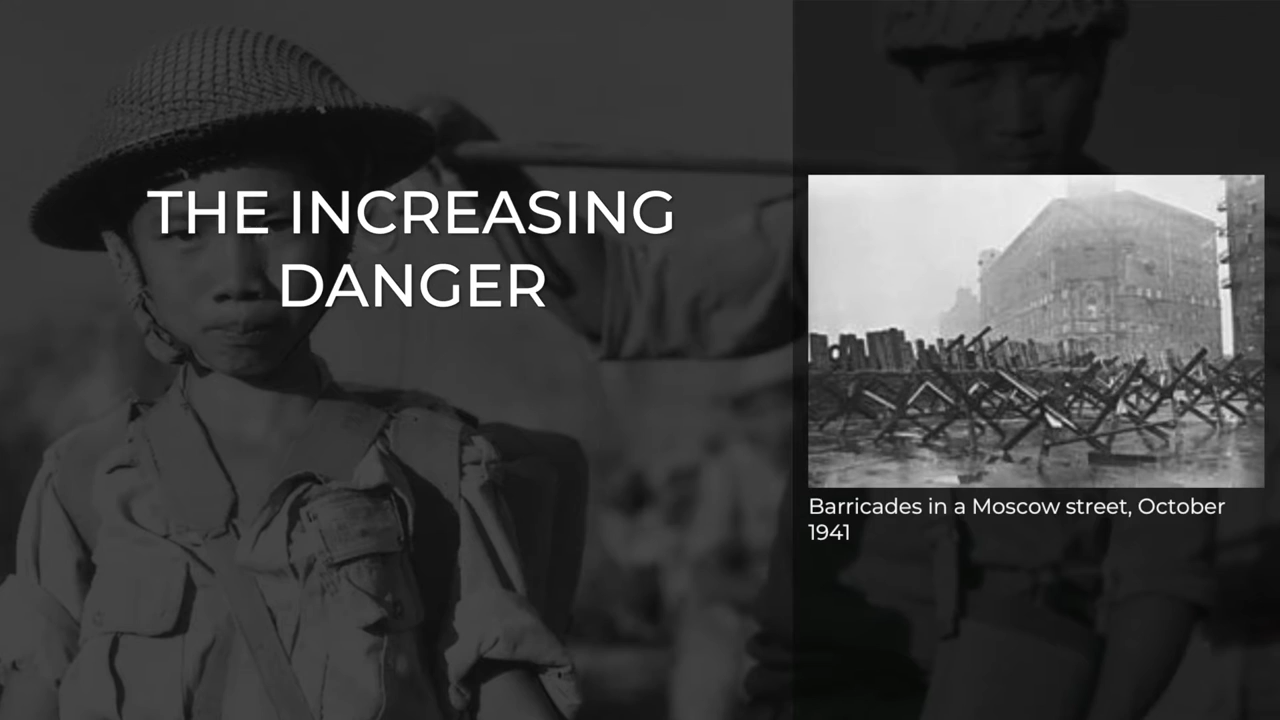 THE INCREASING
DANGER
Barricades in a Moscow street, October
1941